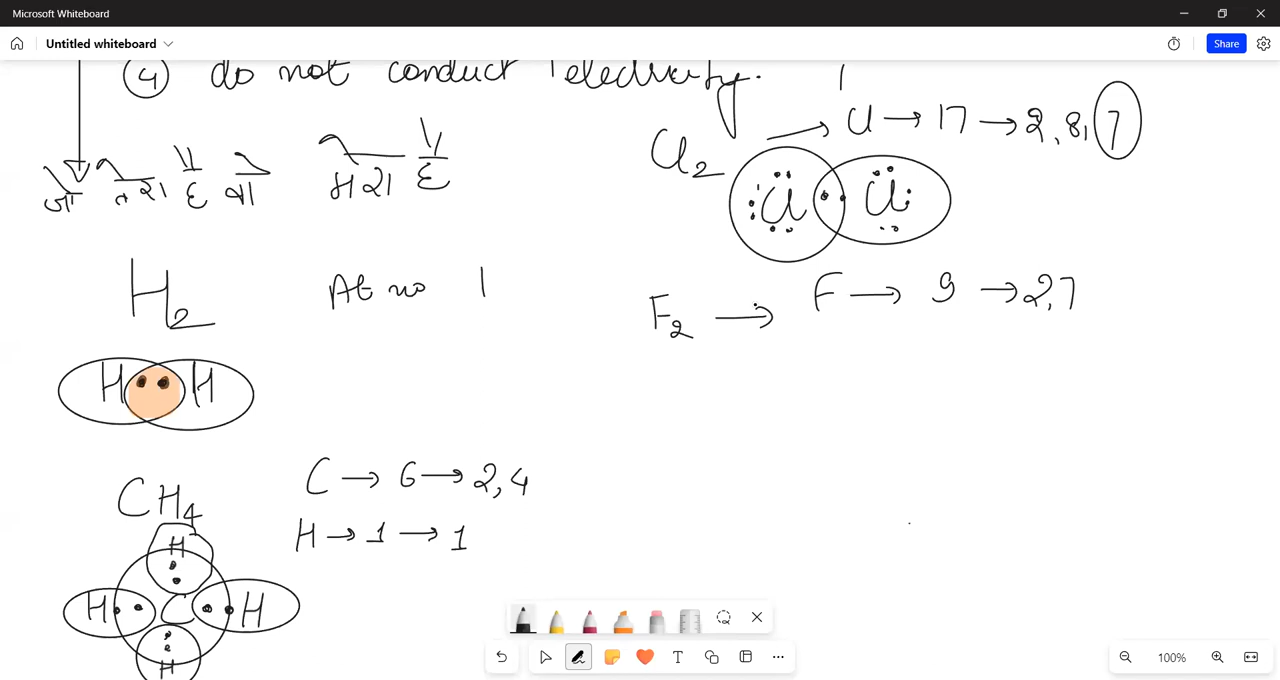 Microsoft Whiteboard
Untitled whiteboard
Share
(4) do not conduct electricity.
Cl2 → Cl → 17 → 2, 8, 7
Cl Cl
H2 At no 1
F2 → F → 9 → 2,7
H H
CH4
C → 6 → 2,4
H → 1 → 1
H
H C H
H
T
100%